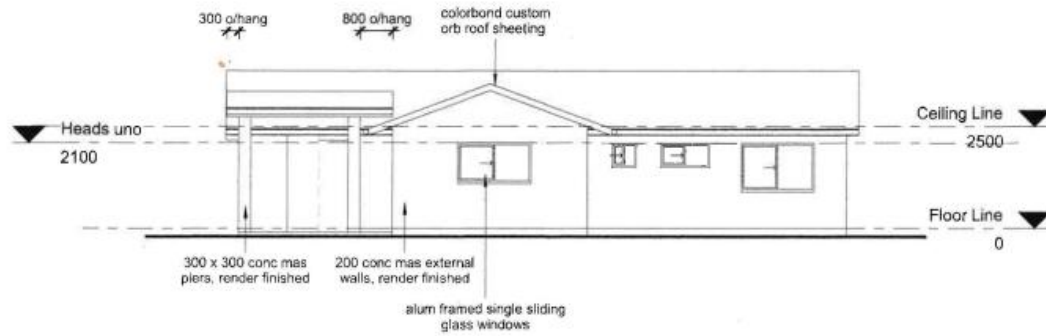 300 o/hang
800 o/hang
colorbond custom
orb roof sheeting
Heads uno
2100
Ceiling Line
2500
Floor Line
0
300 x 300 conc mas
piers, render finished
200 conc mas external
walls, render finished
alum framed single sliding
glass windows